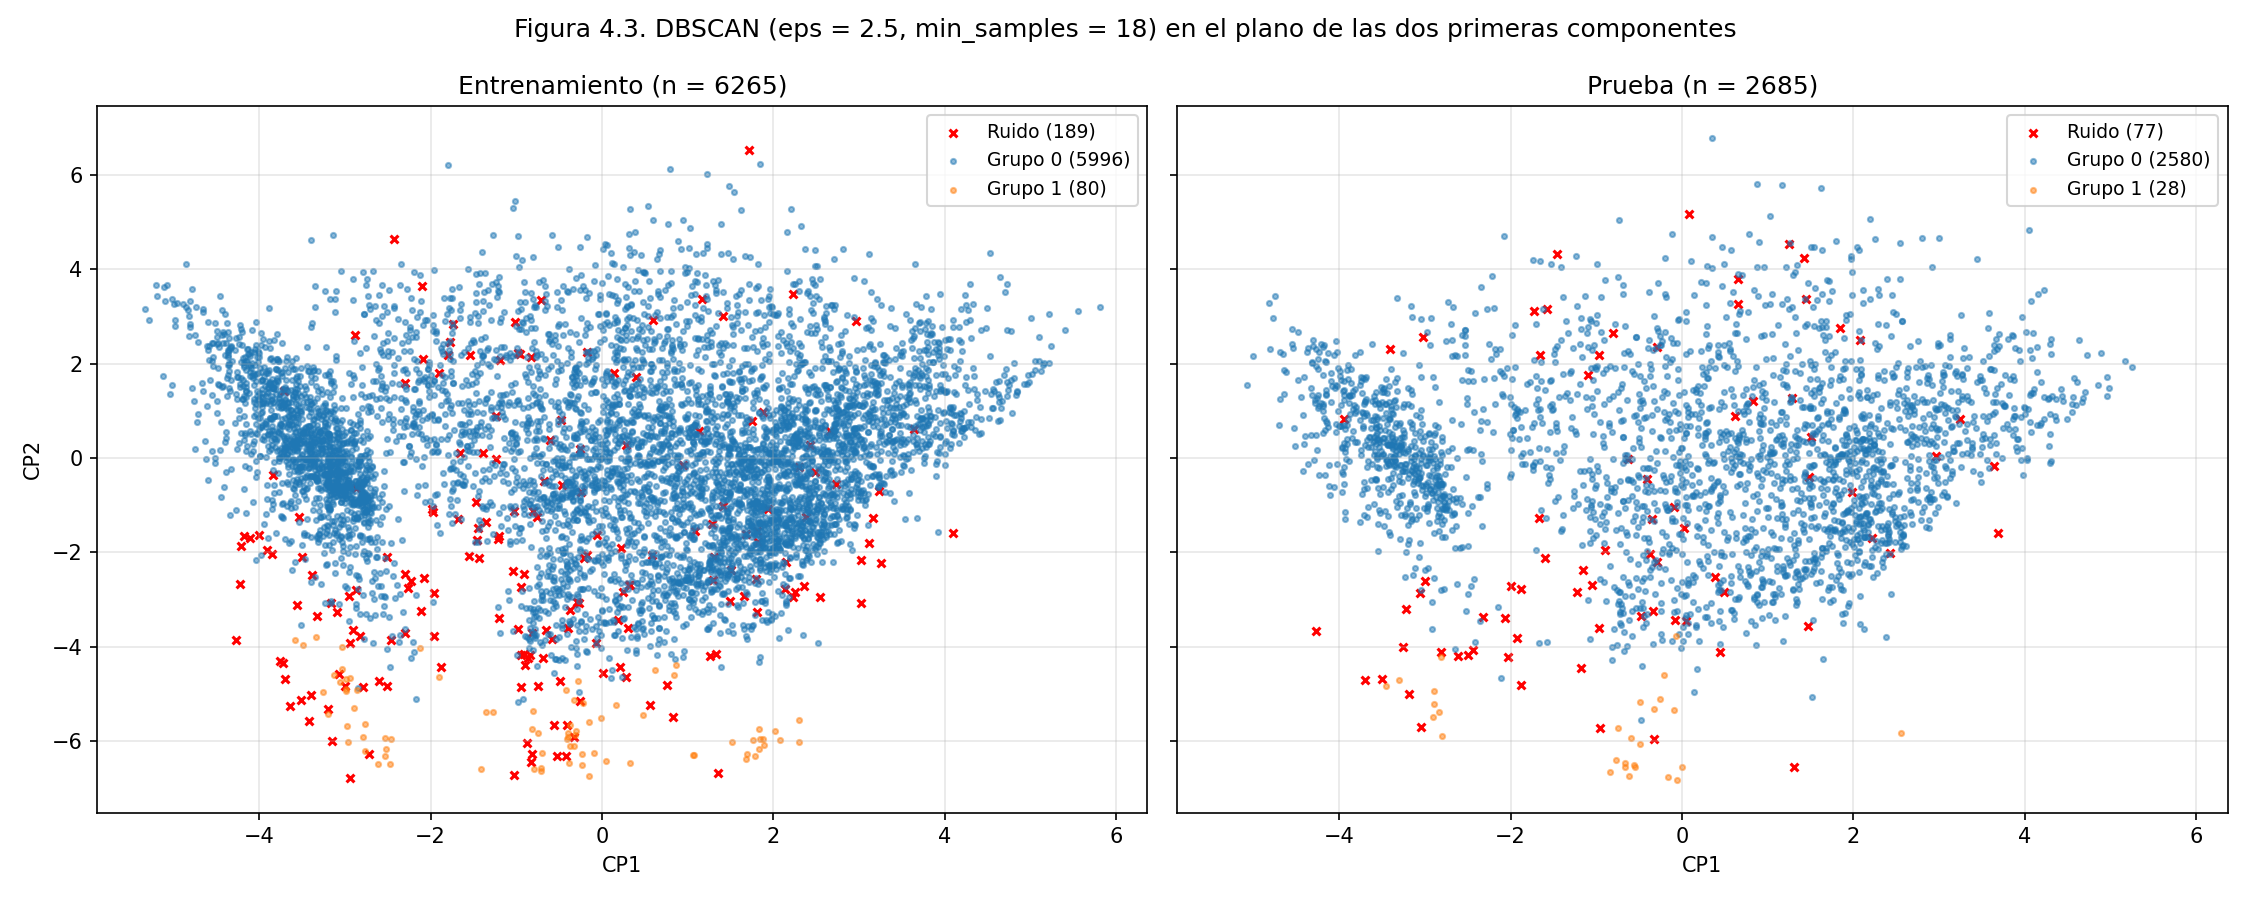 Figura 4.3. DBSCAN (eps = 2.5, min_samples = 18) en el plano de las dos primeras componentes
Entrenamiento (n = 6265)
Ruido (189)
Grupo 0 (5996)
Grupo 1 (80)
6
4
2
0
−2
−4
−6
CP2
−4
−2
0
2
4
6
CP1
Prueba (n = 2685)
Ruido (77)
Grupo 0 (2580)
Grupo 1 (28)
−4
−2
0
2
4
6
CP1